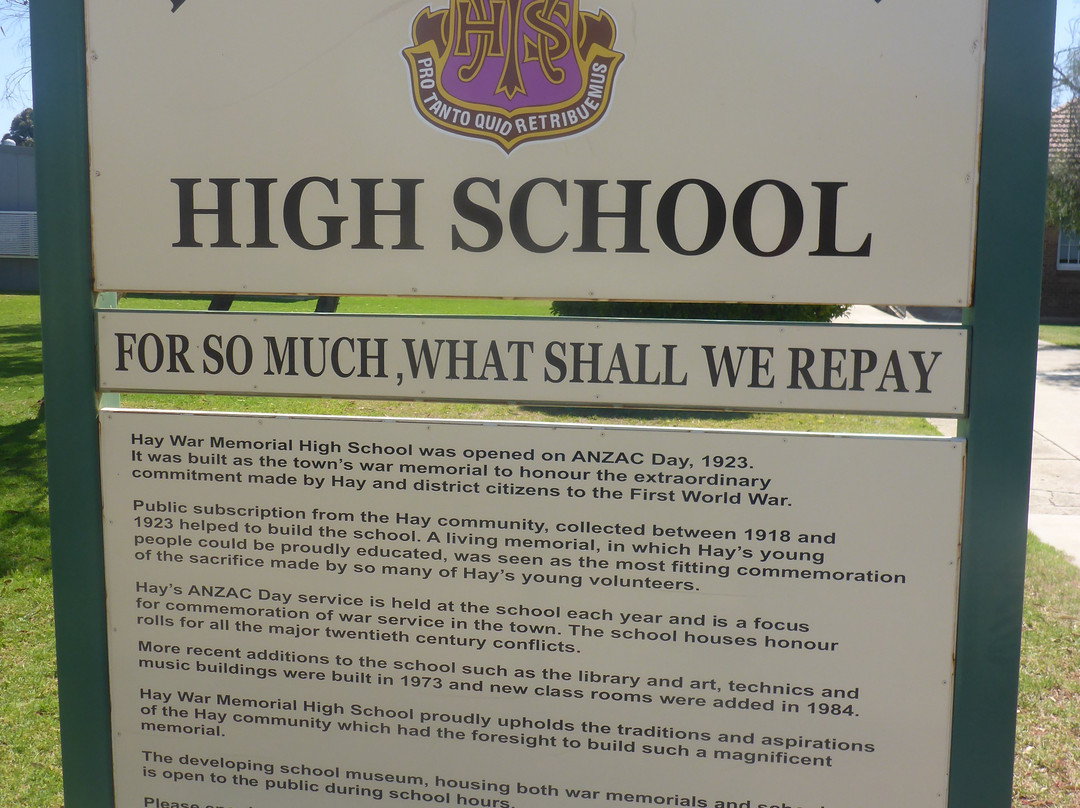 HTS
PRO TANTO QUID RETRIBUEMUS
HIGH SCHOOL
FOR SO MUCH ,WHAT SHALL WE REPAY
Hay War Memorial High School was opened on ANZAC Day, 1923.
It was built as the town's war memorial to honour the extraordinary
commitment made by Hay and district citizens to the First World War.
Public subscription from the Hay community, collected between 1918 and
1923 helped to build the school. A living memorial, in which Hay's young
people could be proudly educated, was seen as the most fitting commemoration
of the sacrifice made by so many of Hay's young volunteers.
Hay's ANZAC Day service is held at the school each year and is a focus
for commemoration of war service in the town. The school houses honour
rolls for all the major twentieth century conflicts.
More recent additions to the school such as the library and art, technics and
music buildings were built in 1973 and new class rooms were added in 1984.
Hay War Memorial High School proudly upholds the traditions and aspirations
of the Hay community which had the foresight to build such a magnificent
memorial.
The developing school museum, housing both war memorials and
is open to the public during school hours.
Please